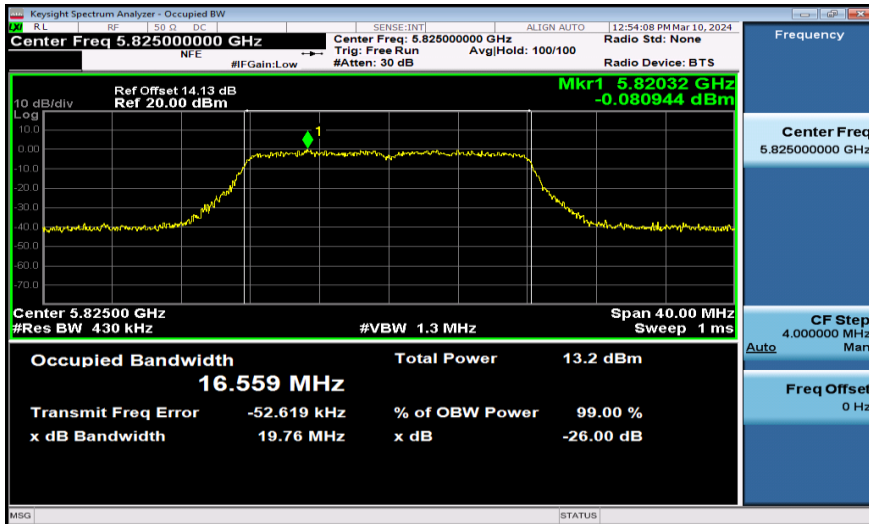 Keysight Spectrum Analyzer - Occupied BW
LXI RL RF 50 Ω DC SENSE:INT ALIGN AUTO 12:54:08 PM Mar 10, 2024
Center Freq 5.825000000 GHz
NFE
#IFGain:Low
Center Freq: 5.825000000 GHz
Trig: Free Run Avg|Hold: 100/100
#Atten: 30 dB
Radio Std: None
Radio Device: BTS
Ref Offset 14.13 dB
10 dB/div Ref 20.00 dBm
Log
Mkr1 5.82032 GHz
-0.080944 dBm
1
10.0
0.00
-10.0
-20.0
-30.0
-40.0
-50.0
-60.0
-70.0
Center 5.82500 GHz Span 40.00 MHz
#Res BW 430 kHz #VBW 1.3 MHz Sweep 1 ms
Occupied Bandwidth Total Power 13.2 dBm
16.559 MHz
Transmit Freq Error -52.619 kHz % of OBW Power 99.00 %
x dB Bandwidth 19.76 MHz x dB -26.00 dB
MSG STATUS
Frequency
Center Freq
5.825000000 GHz
CF Step
4.000000 MHz
Auto Man
Freq Offset
0 Hz